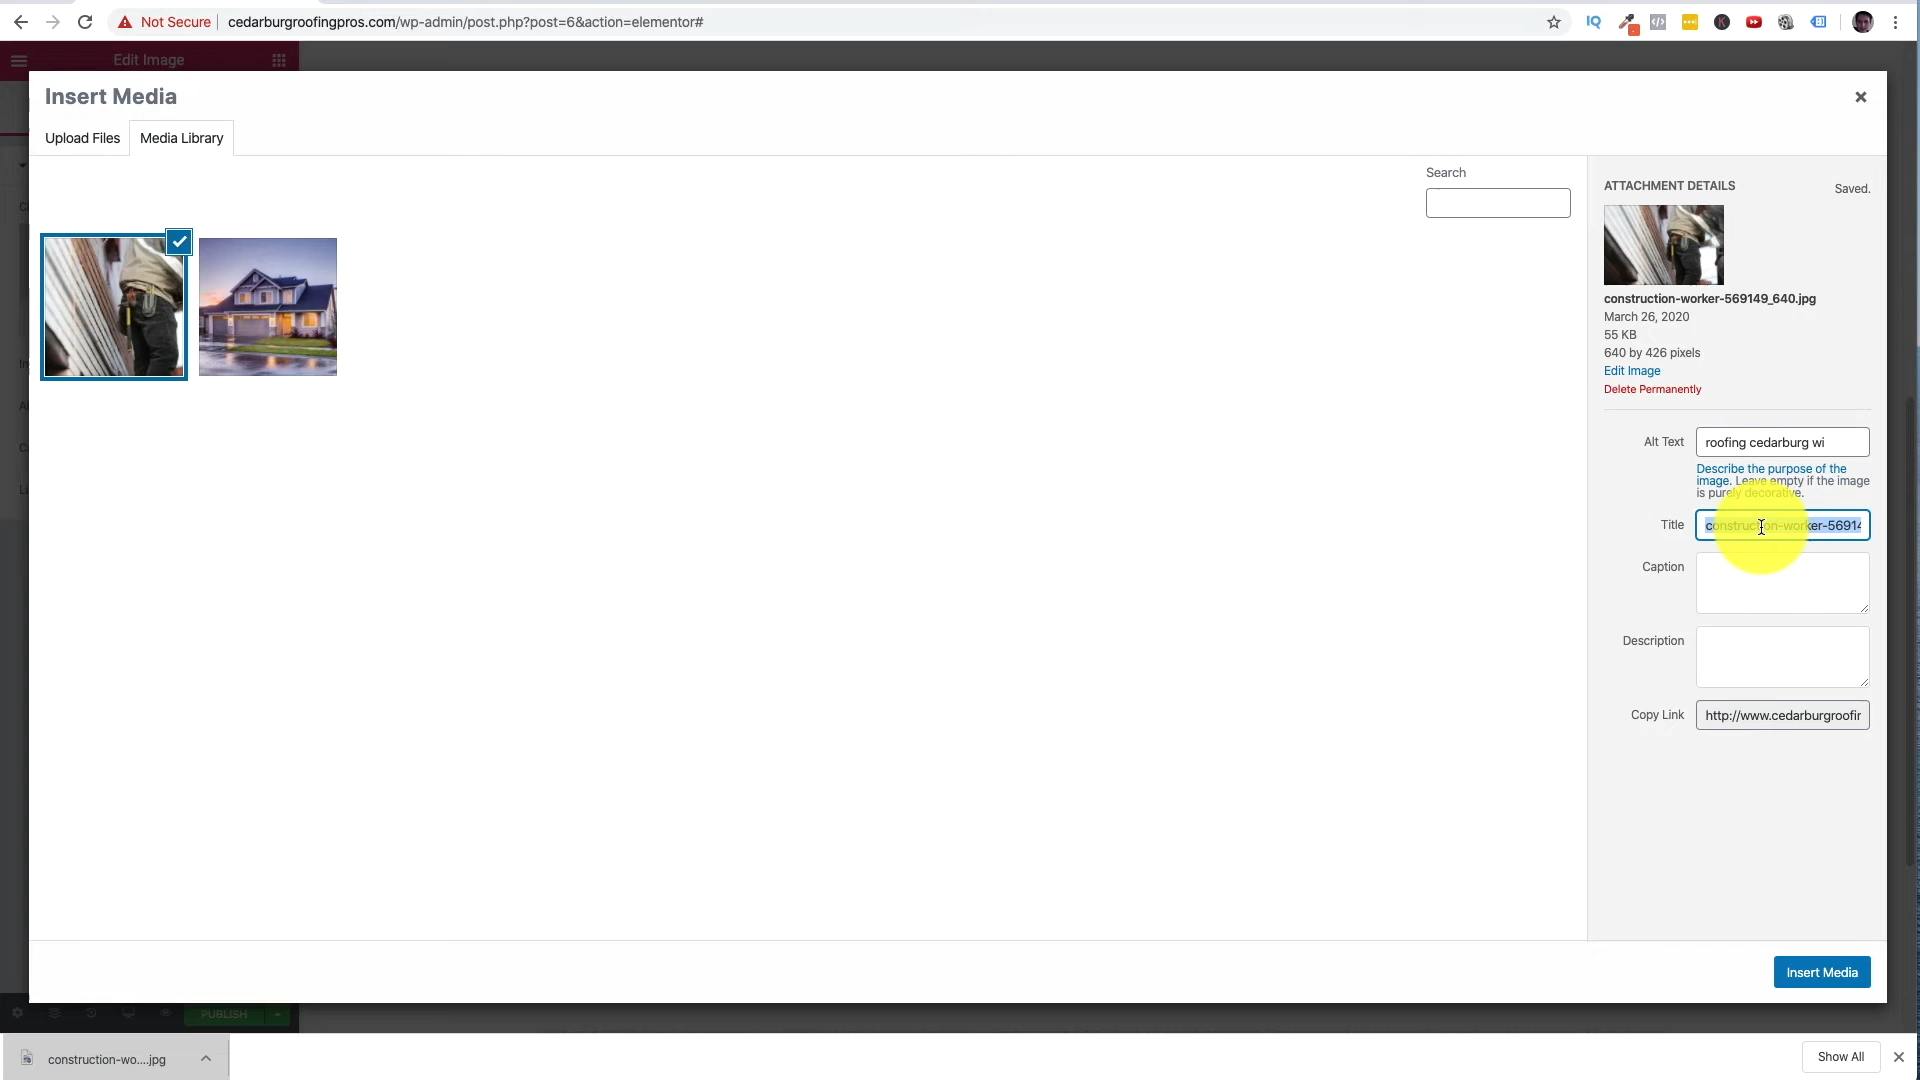 Not Secure
cedarburgroofingpros.com/wp-admin/post.php?post=6&action=elementor#
Edit Image
Insert Media
Upload Files
Media Library
Search
ATTACHMENT DETAILS
Saved.
construction-worker-569149_640.jpg
March 26, 2020
55 KB
640 by 426 pixels
Edit Image
Delete Permanently
Alt Text
roofing cedarburg wi
Describe the purpose of the
image. Leave empty if the image
is purely decorative.
Title
construction-worker-56914
Caption
Description
Copy Link
http://www.cedarburgroofir
Insert Media
PUBLISH
construction-wo....jpg
Show All